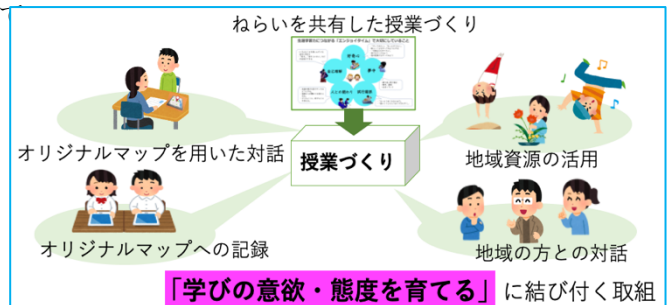 ねらいを共有した授業づくり
オリジナルマップを用いた対話
授業づくり
地域資源の活用
オリジナルマップへの記録
地域の方との対話
「学びの意欲・態度を育てる」に結び付く取組